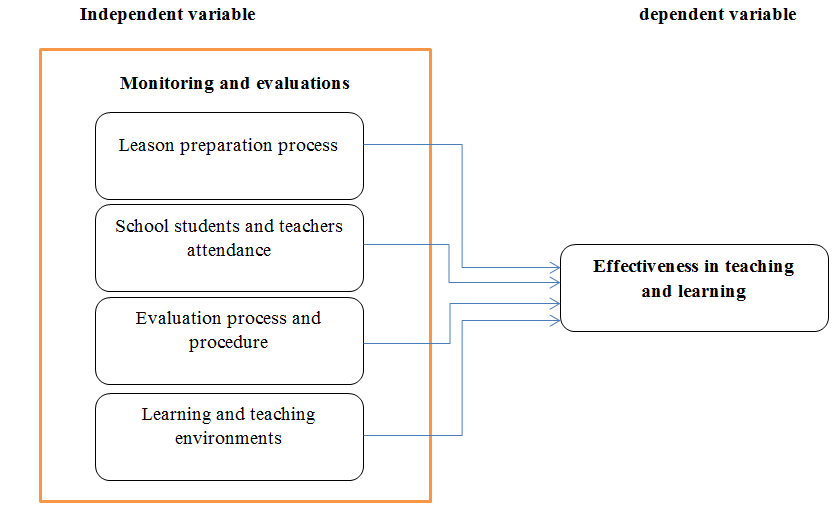 Independent variable
dependent variable
Monitoring and evaluations
Leason preparation process
School students and teachers
attendance
Evaluation process and
procedure
Learning and teaching
environments
Effectiveness in teaching
and learning